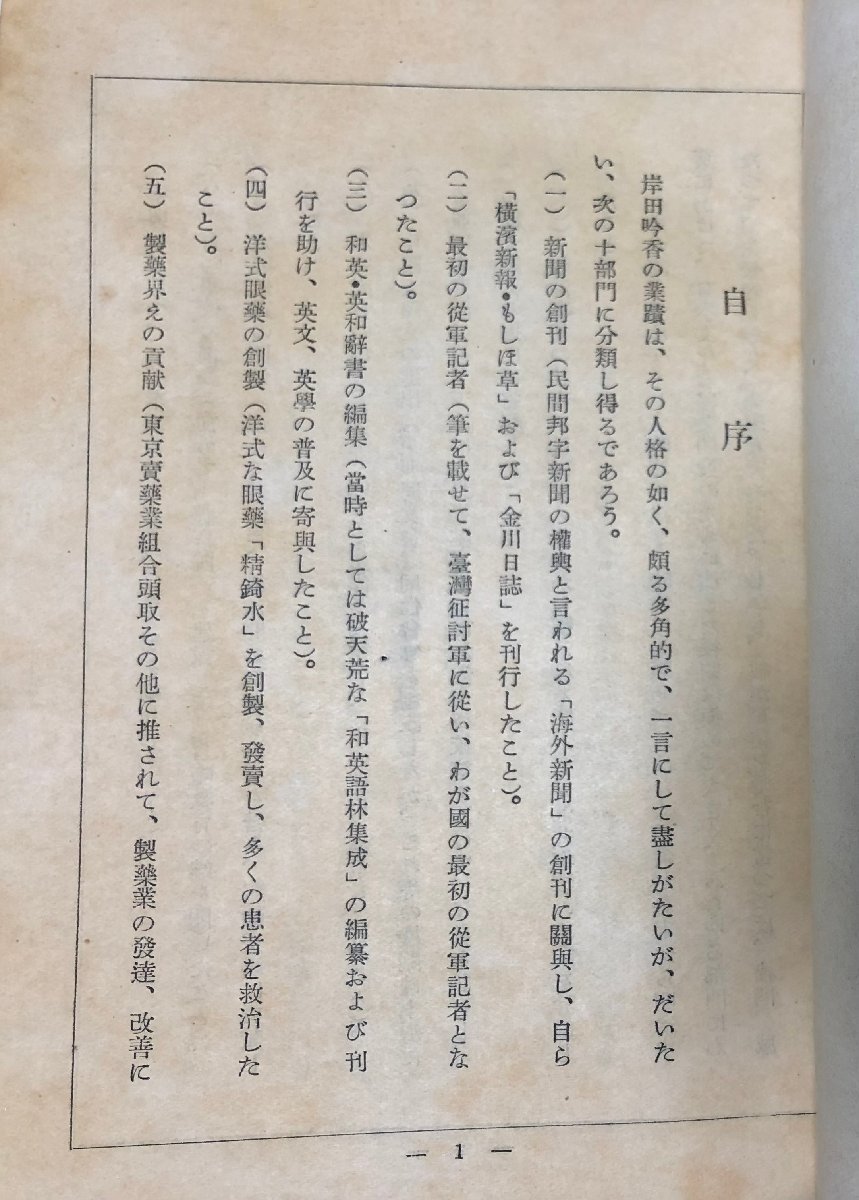 自序
岸田吟香の業蹟は、その人格の如く、頗る多角的で、一言にして盡しがたいが、だいた
い、次の十部門に分類し得るであろう。
(一) 新聞の創刊(民間邦字新聞の權輿と言われる「海外新聞」の創刊に關與し、自ら
「橫濱新報・もしほ草」および「金川日誌」を刊行したこと)。
(二) 最初の從軍記者(筆を載せて、臺灣征討軍に從い、わが國の最初の從軍記者とな
つたこと)。
(三) 和英・英和辭書の編集(當時としては破天荒な「和英語林集成」の編纂および刊
行を助け、英文、英學の普及に寄與したこと)。
(四) 洋式眼藥の創製(洋式な眼藥「精錡水」を創製、發賣し、多くの患者を救治した
こと)。
(五) 製藥界えの貢献(東京賣藥業組合頭取その他に推されて、製藥業の發達、改善に
— 1 —